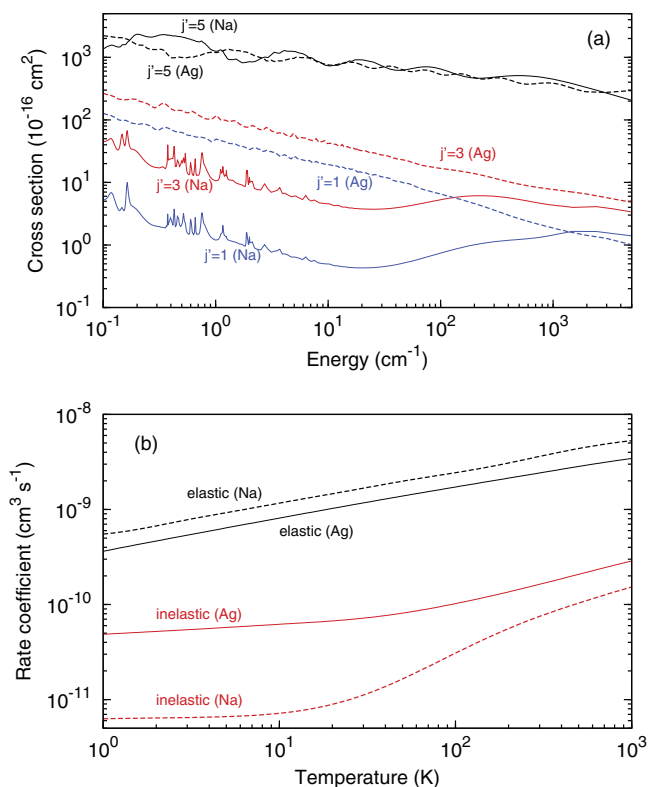 (a)
j'=5 (Na)
j'=5 (Ag)
j'=3 (Ag)
j'=3 (Na)
j'=1 (Ag)
j'=1 (Na)
Cross section (10⁻¹⁶ cm²)
10³
10²
10¹
10⁰
10⁻¹
10⁻¹ 10⁰ 10¹ 10² 10³
Energy (cm⁻¹)
(b)
elastic (Na)
elastic (Ag)
inelastic (Ag)
inelastic (Na)
Rate coefficient (cm³ s⁻¹)
10⁻⁸
10⁻⁹
10⁻¹⁰
10⁻¹¹
10⁰ 10¹ 10² 10³
Temperature (K)